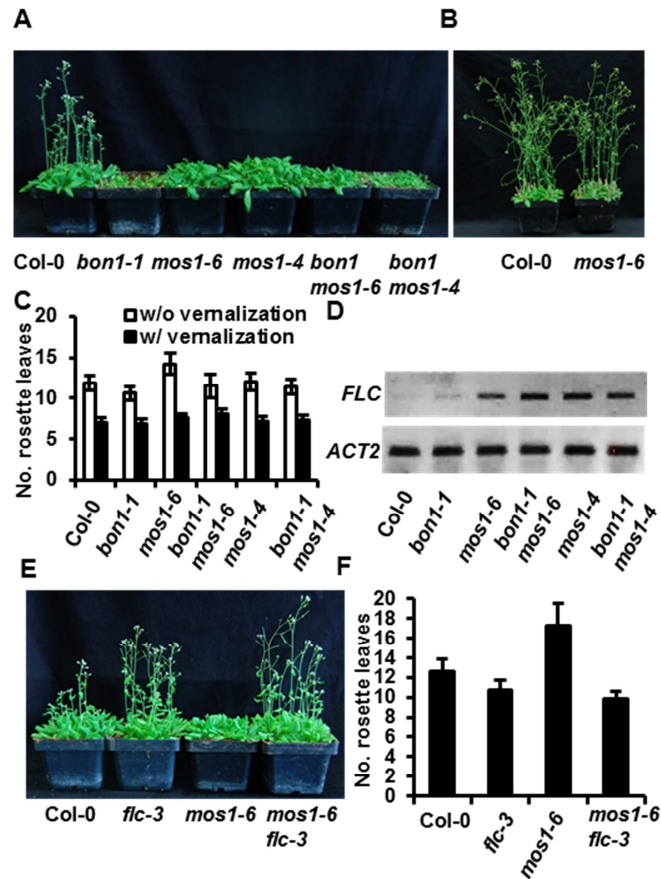 A
B
Col-0 bon1-1 mos1-6 mos1-4 bon1 mos1-6 bon1 mos1-4
Col-0 mos1-6
C
w/o vernalization
w/ vernalization
No. rosette leaves
20
15
10
5
0
Col-0
bon1-1
mos1-6
bon1-1 mos1-6
mos1-4
bon1-1 mos1-4
D
FLC
ACT2
Col-0
bon1-1
mos1-6
bon1-1 mos1-6
mos1-4
bon1-1 mos1-4
E
Col-0 flc-3 mos1-6 mos1-6 flc-3
F
No. rosette leaves
20
18
16
14
12
10
8
6
4
2
0
Col-0
flc-3
mos1-6
mos1-6 flc-3